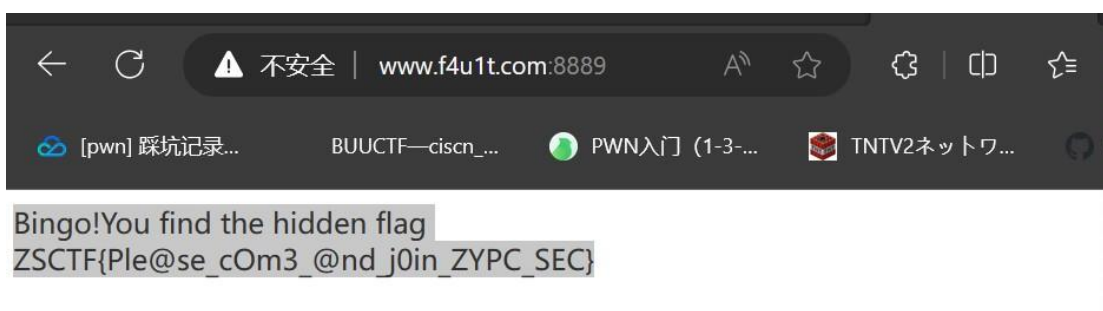 不安全 | www.f4u1t.com:8889
[pwn] 踩坑记录... BUUCTF—ciscn_... PWN入门 (1-3-... TNTV2ネットワ...
Bingo!You find the hidden flag
ZSCTF{Ple@se_cOm3_@nd_j0in_ZYPC_SEC}